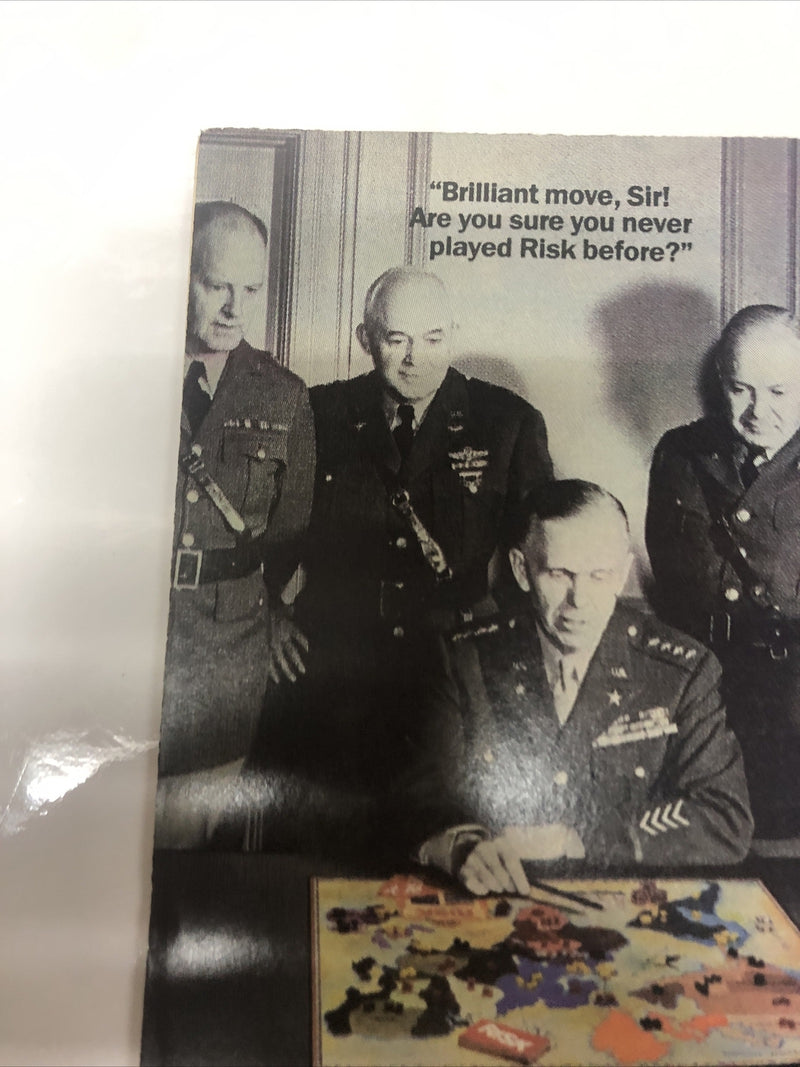 “Brilliant move, Sir!
Are you sure you never
played Risk before?”
RISK